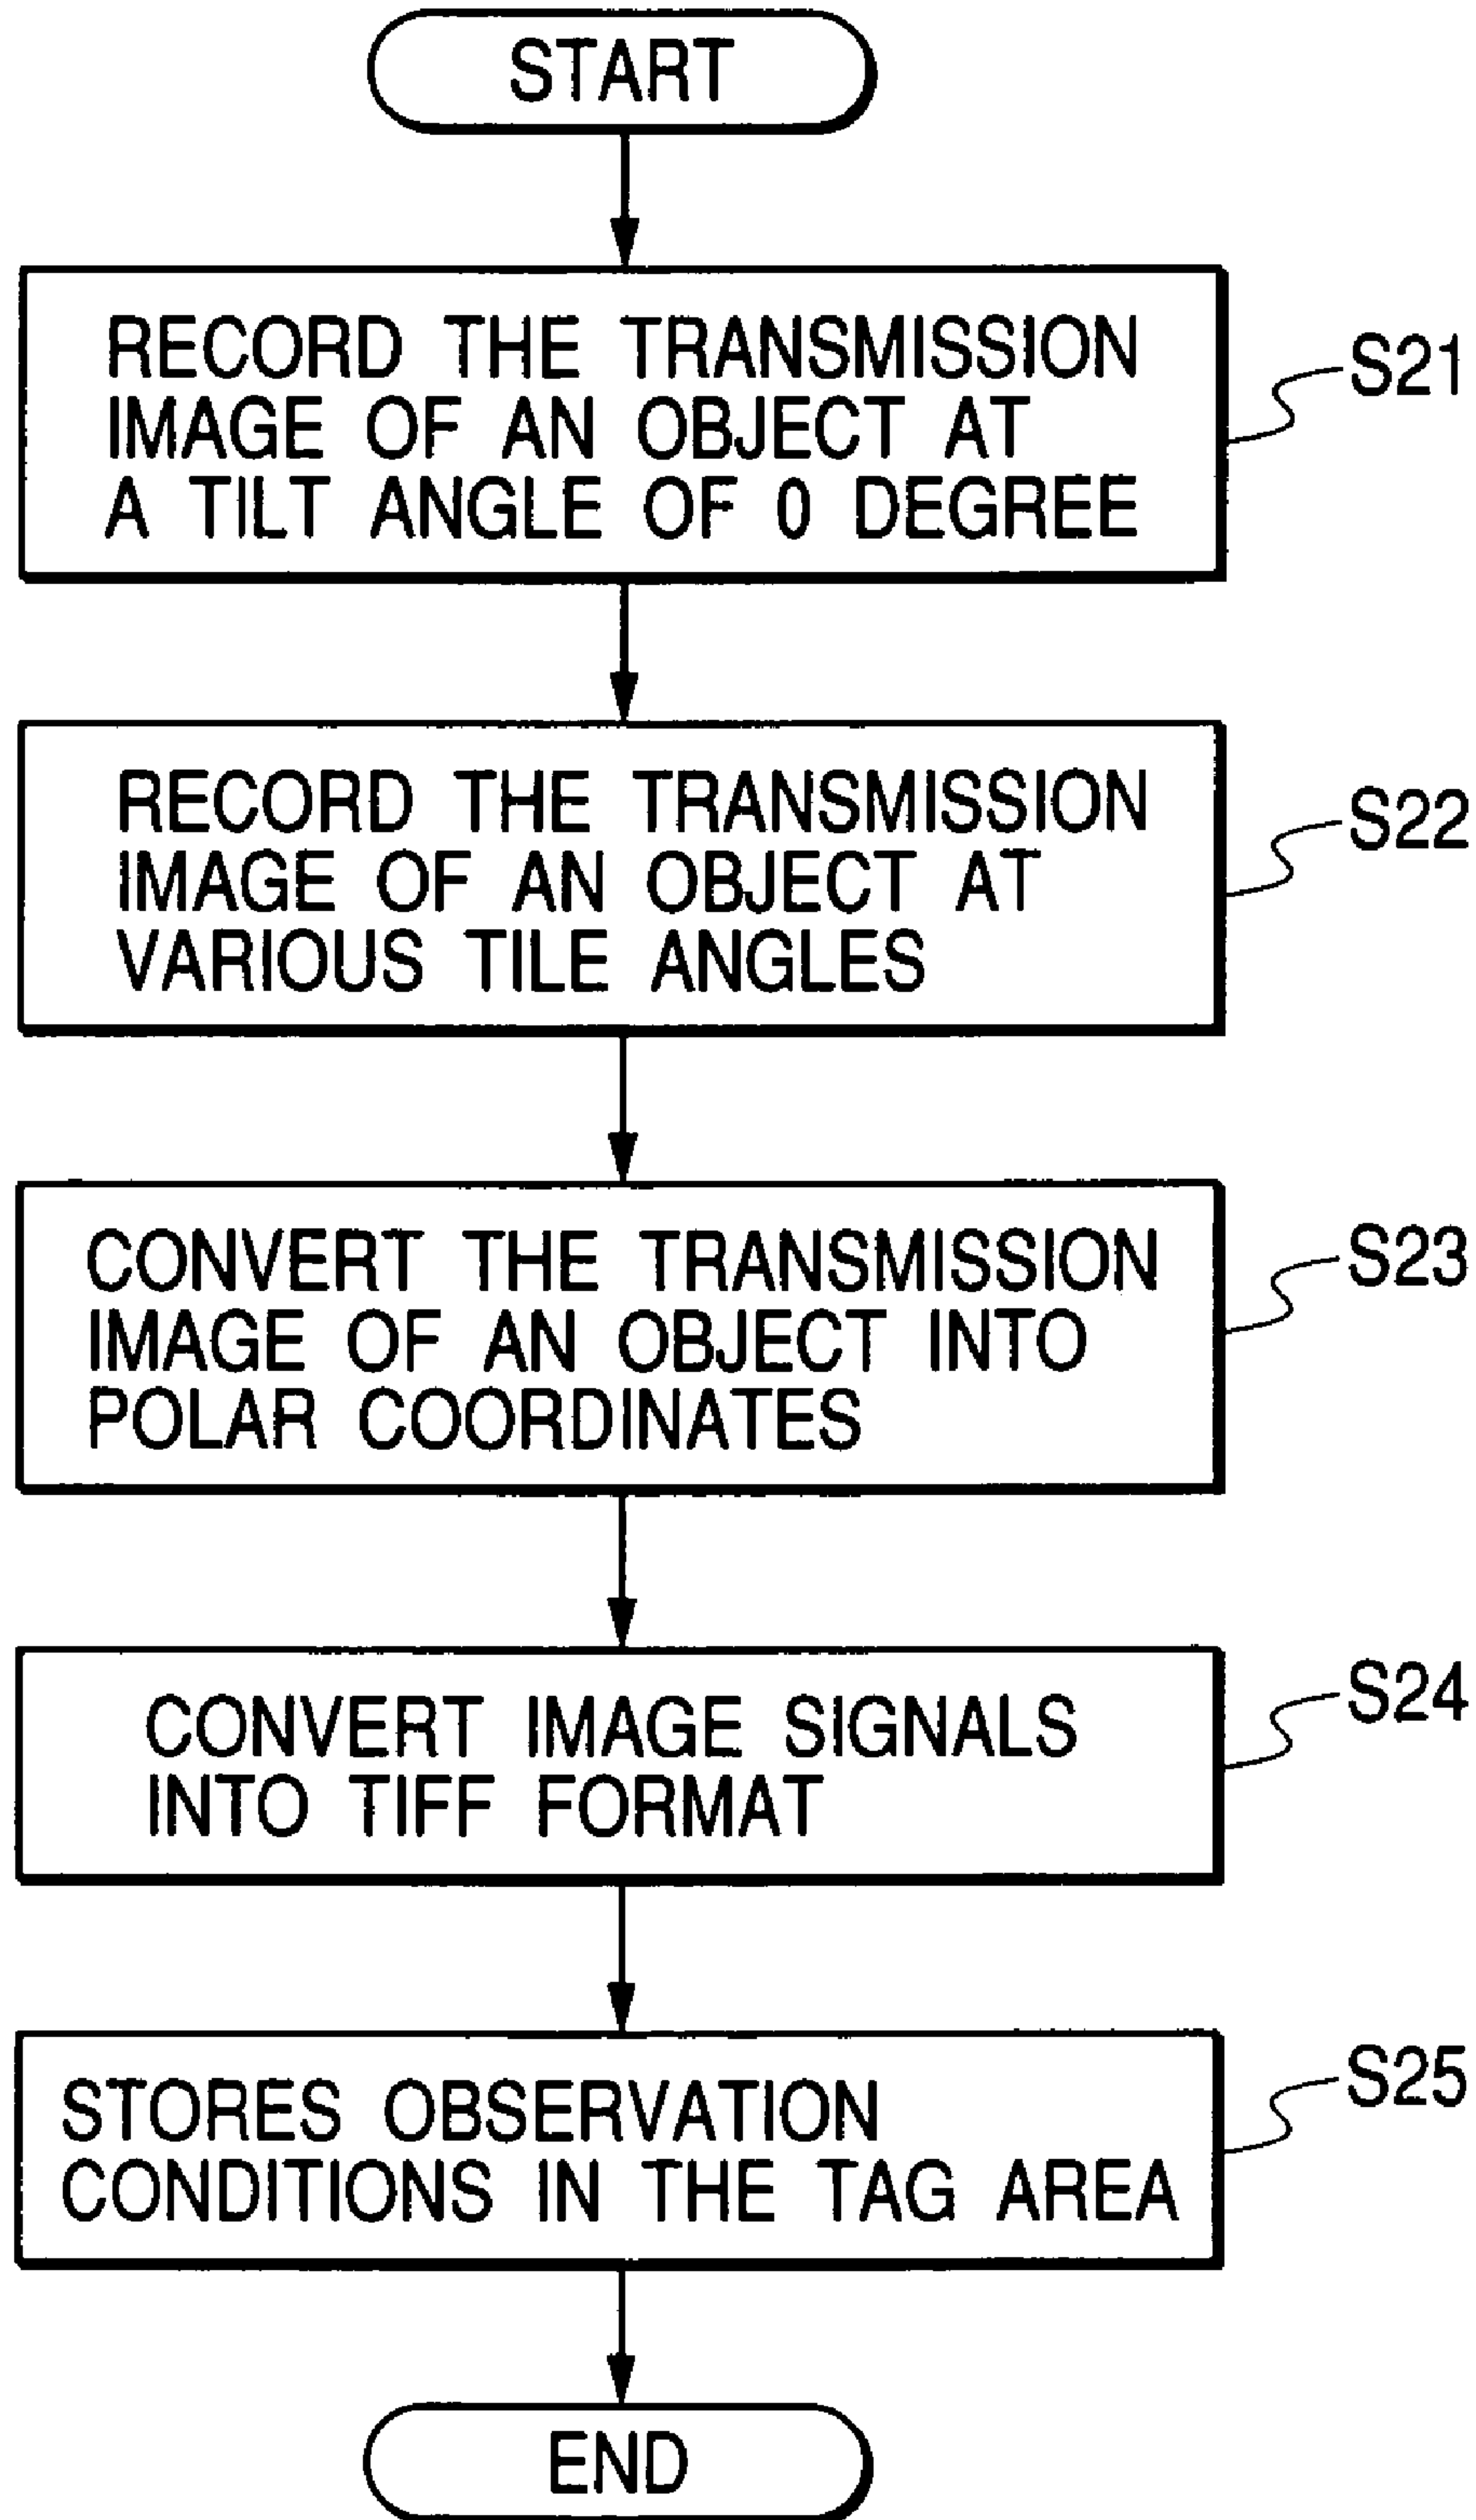 START
RECORD THE TRANSMISSION
IMAGE OF AN OBJECT AT
A TILT ANGLE OF 0 DEGREE
S21
RECORD THE TRANSMISSION
IMAGE OF AN OBJECT AT
VARIOUS TILE ANGLES
S22
CONVERT THE TRANSMISSION
IMAGE OF AN OBJECT INTO
POLAR COORDINATES
S23
CONVERT IMAGE SIGNALS
INTO TIFF FORMAT
S24
STORES OBSERVATION
CONDITIONS IN THE TAG AREA
S25
END